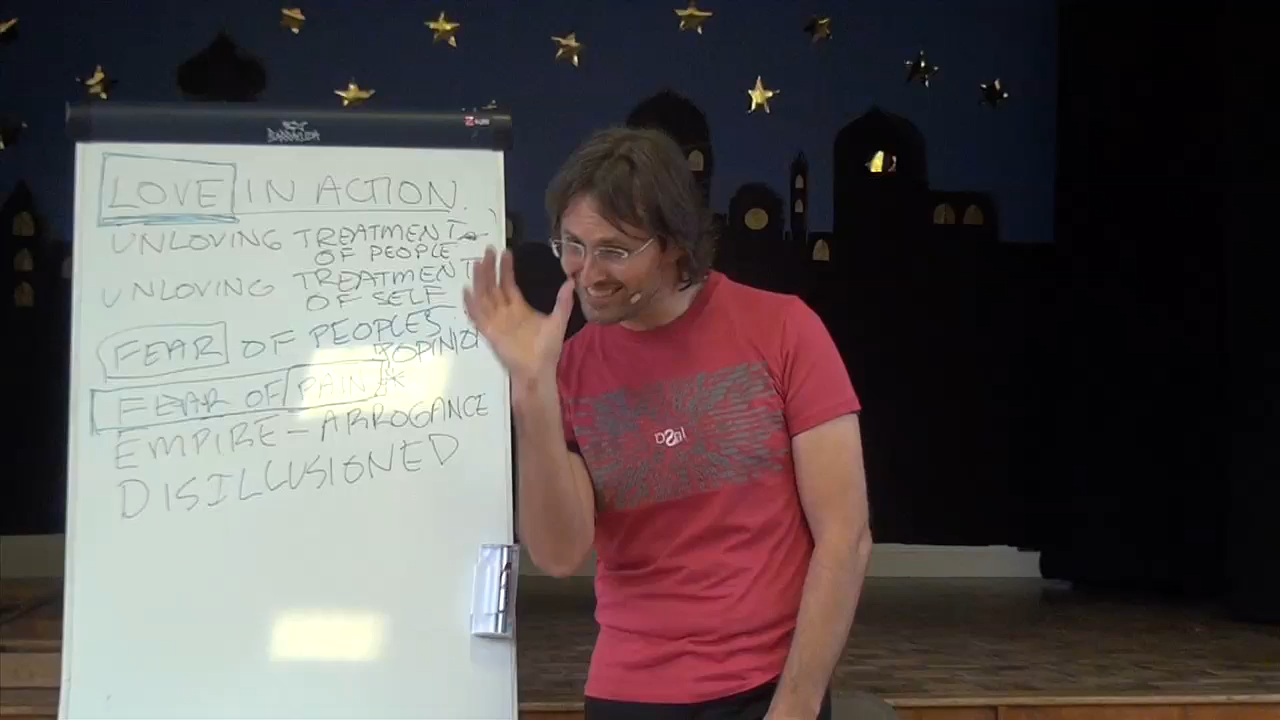 BARRACUDA
LOVE IN ACTION.
UNLOVING TREATMENT
OF PEOPLE
UNLOVING TREATMENT
OF SELF
FEAR OF PEOPLES
FEAR OF PAIN *
EMPIRE – ARROGANCE
DISILLUSIONED